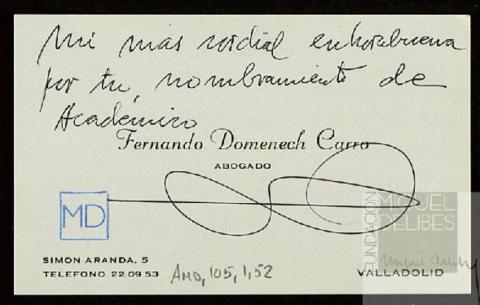 Mi más cordial enhorabuena
por tu nombramiento de
Académico
Fernando Domenech Carro
ABOGADO
MD
SIMON ARANDA, 5
TELEFONO 22 09 53
AMD, 105, 1, 52
VALLADOLID
FUNDACIÓN
MIGUEL
DELIBES